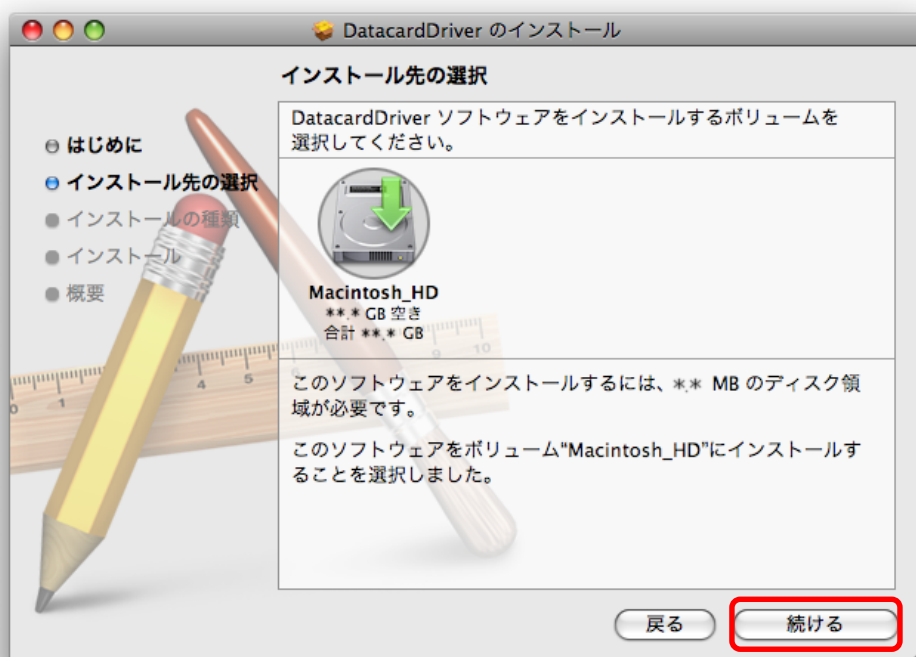 DatacardDriver のインストール
インストール先の選択
はじめに
インストール先の選択
インストールの種類
インストール
概要
DatacardDriver ソフトウェアをインストールするボリュームを
選択してください。
Macintosh_HD
**.* GB 空き
合計 **.* GB
このソフトウェアをインストールするには、** MB のディスク領
域が必要です。
このソフトウェアをボリューム“Macintosh_HD”にインストールす
ることを選択しました。
0 1 4 5 9 10
戻る
続ける